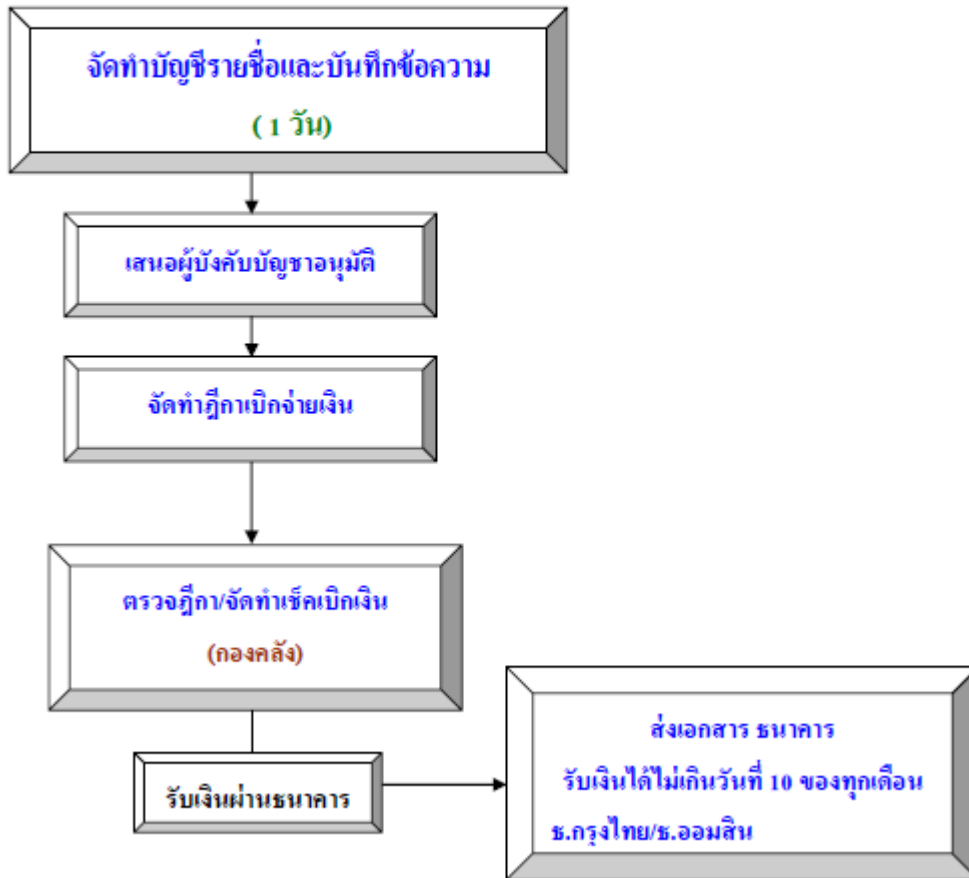 จัดทำบัญชีรายชื่อและบันทึกข้อความ
( 1 วัน)
เสนอผู้บังคับบัญชาอนุมัติ
จัดทำฎีกาเบิกจ่ายเงิน
ตรวจฎีกา/จัดทำเช็คเบิกเงิน
(กองคลัง)
รับเงินผ่านธนาคาร
ส่งเอกสาร ธนาคาร
รับเงินได้ไม่เกินวันที่ 10 ของทุกเดือน
ธ.กรุงไทย/ธ.ออมสิน